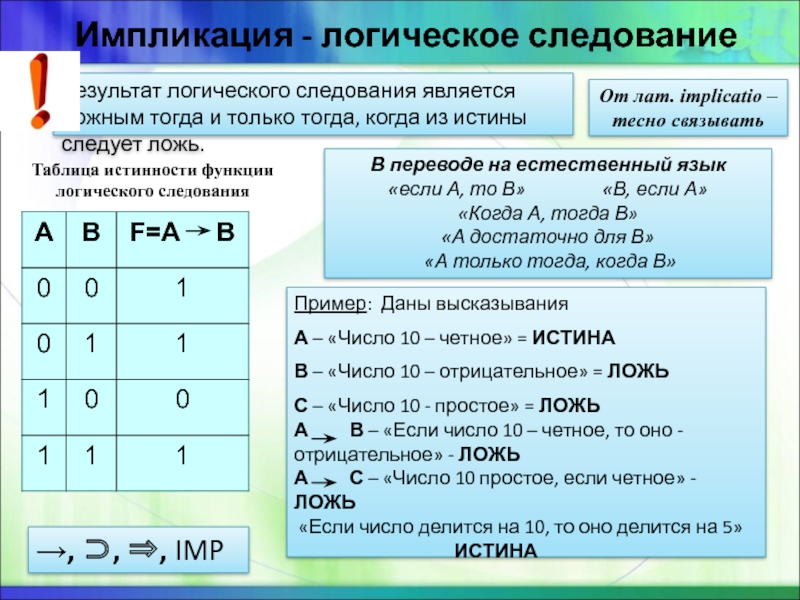 Импликация - логическое следование
!
езультат логического следования является
ожным тогда и только тогда, когда из истины
следует ложь.
От лат. implicatio –
тесно связывать
Таблица истинности функции
логического следования
A B F=A → B
0 0 1
0 1 1
1 0 0
1 1 1
→, ⊃, ⇒, IMP
В переводе на естественный язык
«если А, то В» «В, если А»
«Когда А, тогда В»
«А достаточно для В»
«А только тогда, когда В»
Пример: Даны высказывания
А – «Число 10 – четное» = ИСТИНА
В – «Число 10 – отрицательное» = ЛОЖЬ
С – «Число 10 - простое» = ЛОЖЬ
А → В – «Если число 10 – четное, то оно -
отрицательное» - ЛОЖЬ
А → С – «Число 10 простое, если четное» -
ЛОЖЬ
«Если число делится на 10, то оно делится на 5»
ИСТИНА